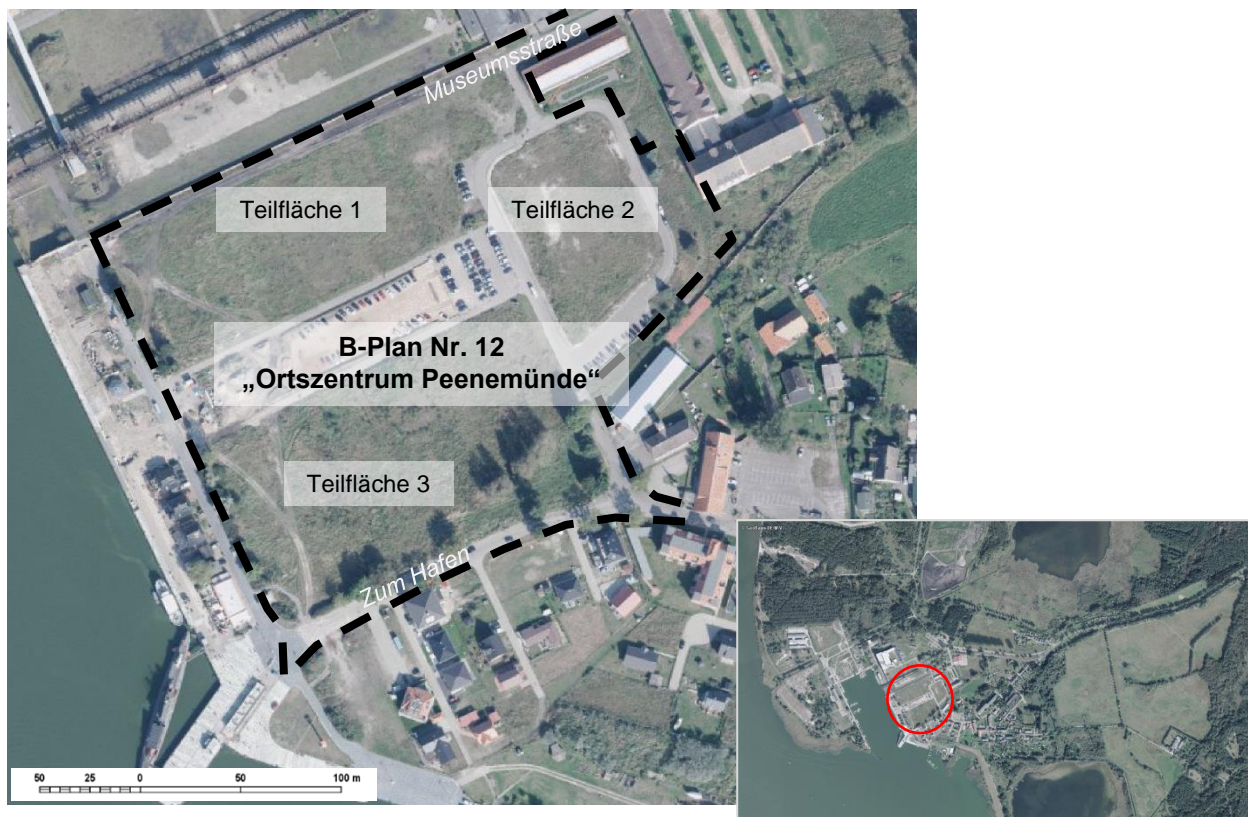 Museumsstraße
Teilfläche 1
Teilfläche 2
B-Plan Nr. 12
„Ortszentrum Peenemünde“
Teilfläche 3
Zum Hafen
50 25 0 50 100 m